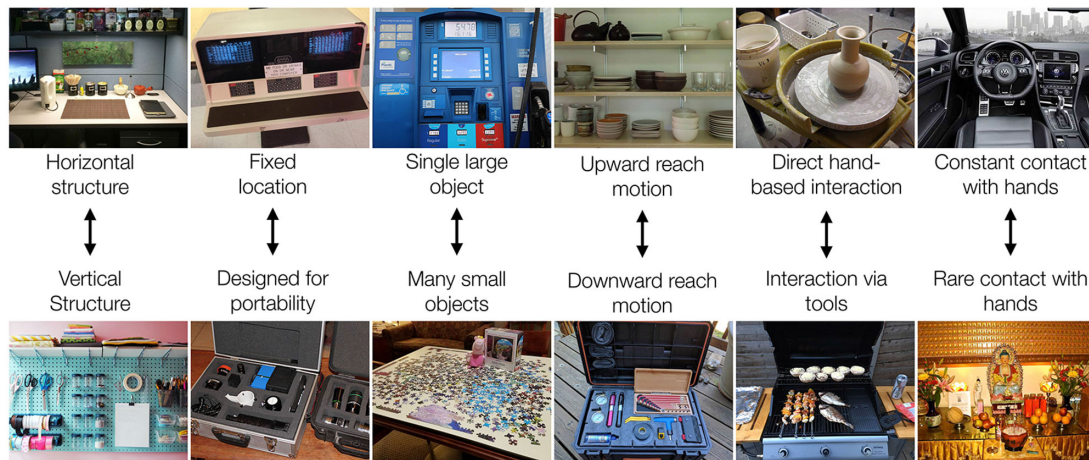 Horizontal
structure
Fixed
location
Single large
object
Upward reach
motion
Direct hand-
based interaction
Constant contact
with hands
Vertical
Structure
Designed for
portability
Many small
objects
Downward reach
motion
Interaction via
tools
Rare contact with
hands